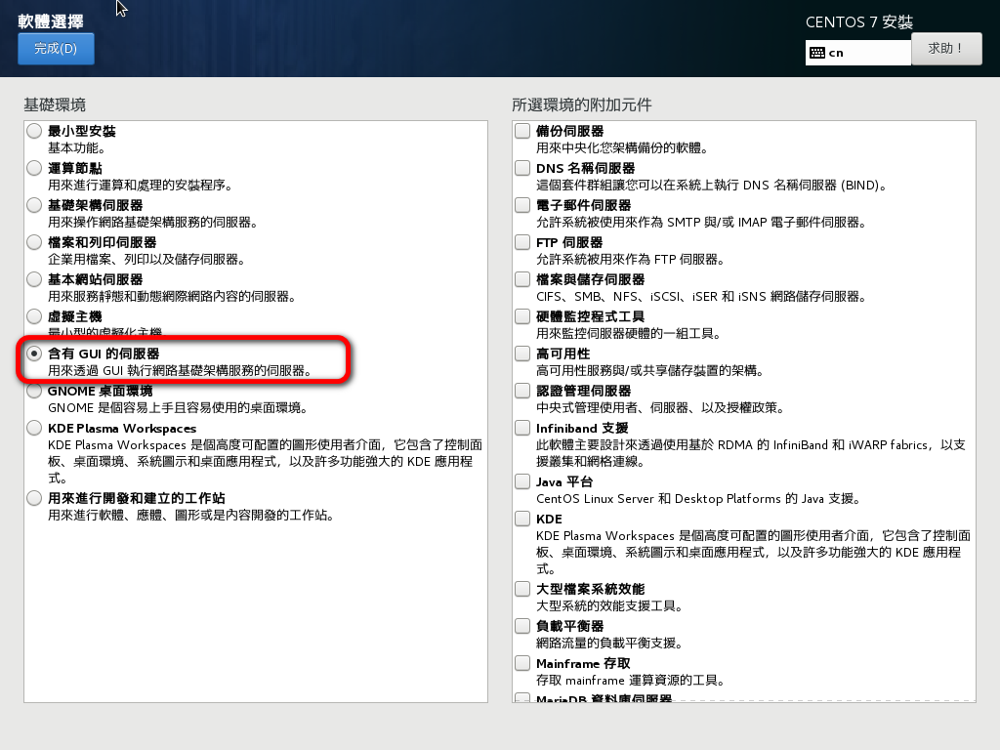 軟體選擇
完成(D)
CENTOS 7 安裝
cn
求助！
基礎環境
最小型安裝
基本功能。
運算節點
用來進行運算和處理的安裝程序。
基礎架構伺服器
用來操作網路基礎架構服務的伺服器。
檔案和列印伺服器
企業用檔案、列印以及儲存伺服器。
基本網站伺服器
用來服務靜態和動態網際網路內容的伺服器。
虛擬主機
最小型的虛擬化主機。
含有 GUI 的伺服器
用來透過 GUI 執行網路基礎架構服務的伺服器。
GNOME 桌面環境
GNOME 是個容易上手且容易使用的桌面環境。
KDE Plasma Workspaces
KDE Plasma Workspaces 是個高度可配置的圖形使用者介面，它包含了控制面
板、桌面環境、系統圖示和桌面應用程式，以及許多功能強大的 KDE 應用程
式。
用來進行開發和建立的工作站
用來進行軟體、應體、圖形或是內容開發的工作站。
所選環境的附加元件
備份伺服器
用來中央化您架構備份的軟體。
DNS 名稱伺服器
這個套件群組讓您可以在系統上執行 DNS 名稱伺服器 (BIND)。
電子郵件伺服器
允許系統被使用來作為 SMTP 與/或 IMAP 電子郵件伺服器。
FTP 伺服器
允許系統被用來作為 FTP 伺服器。
檔案與儲存伺服器
CIFS、SMB、NFS、iSCSI、iSER 和 iSNS 網路儲存伺服器。
硬體監控程式工具
用來監控伺服器硬體的一組工具。
高可用性
高可用性服務與/或共享儲存裝置的架構。
認證管理伺服器
中央式管理使用者、伺服器、以及授權政策。
Infiniband 支援
此軟體主要設計來透過使用基於 RDMA 的 InfiniBand 和 iWARP fabrics，以支
援叢集和網格連線。
Java 平台
CentOS Linux Server 和 Desktop Platforms 的 Java 支援。
KDE
KDE Plasma Workspaces 是個高度可配置的圖形使用者介面，它包含了控制面
板、桌面環境、系統圖示和桌面應用程式，以及許多功能強大的 KDE 應用程
式。
大型檔案系統效能
大型系統的效能支援工具。
負載平衡器
網路流量的負載平衡支援。
Mainframe 存取
存取 mainframe 運算資源的工具。
MariaDB 資料庫伺服器